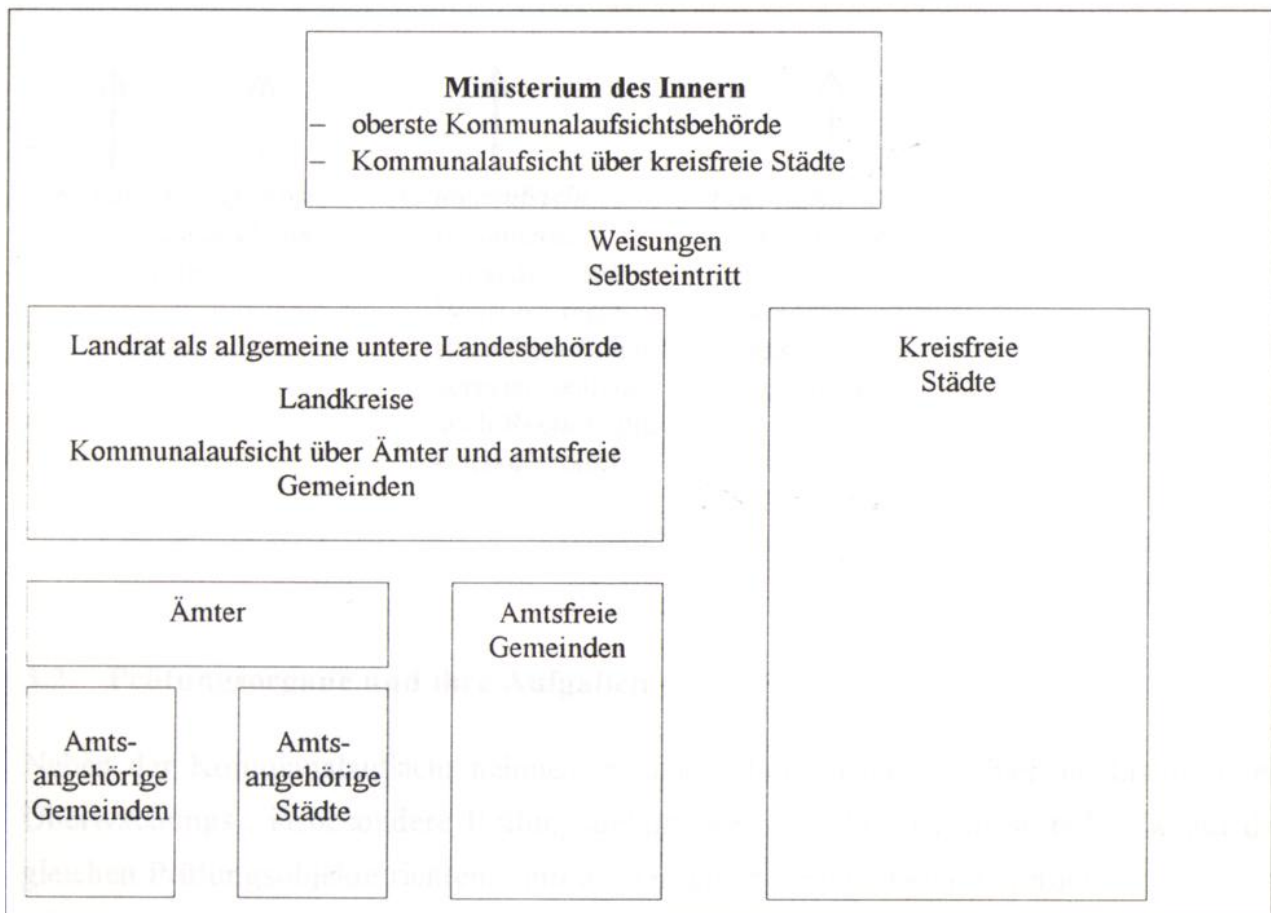 Ministerium des Innern
– oberste Kommunalaufsichtsbehörde
– Kommunalaufsicht über kreisfreie Städte
Weisungen
Selbsteintritt
Landrat als allgemeine untere Landesbehörde
Landkreise
Kommunalaufsicht über Ämter und amtsfreie
Gemeinden
Kreisfreie
Städte
Ämter
Amtsfreie
Gemeinden
Amts-
angehörige
Gemeinden
Amts-
angehörige
Städte